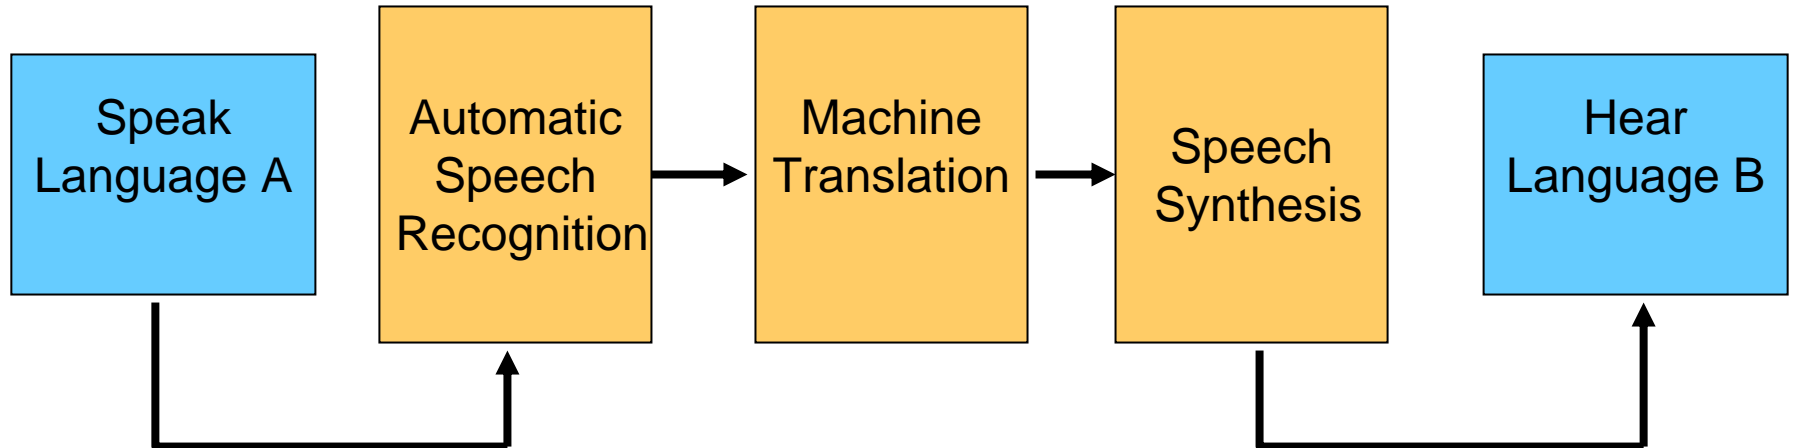 Speak
Language A
Automatic
Speech
Recognition
Machine
Translation
Speech
Synthesis
Hear
Language B